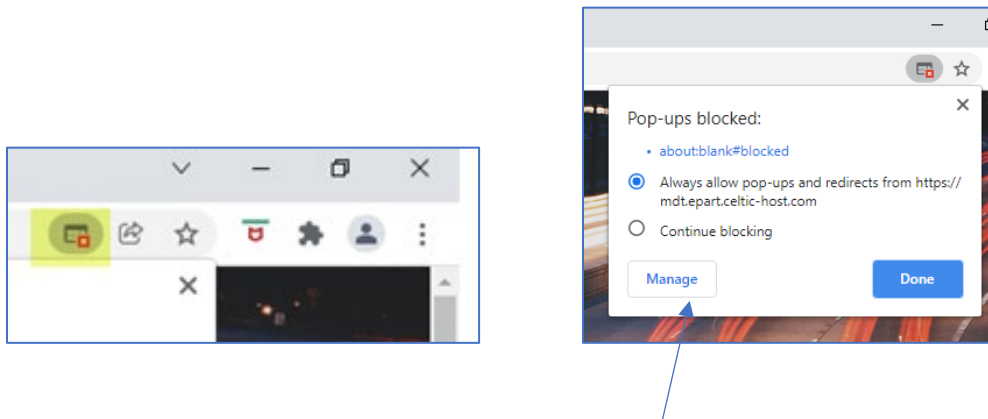 Pop-ups blocked:
• about:blank#blocked
Always allow pop-ups and redirects from https://
mdt.epart.celtic-host.com
Continue blocking
Manage
Done